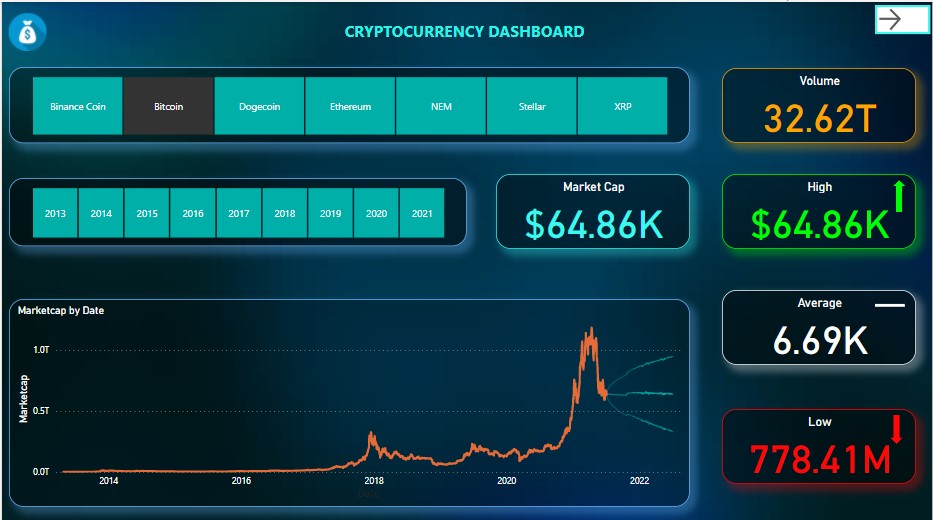 $
CRYPTOCURRENCY DASHBOARD
Binance Coin
Bitcoin
Dogecoin
Ethereum
NEM
Stellar
XRP
Volume
32.62T
2013
2014
2015
2016
2017
2018
2019
2020
2021
Market Cap
$64.86K
High
$64.86K
Marketcap by Date
Marketcap
1.0T
0.5T
0.0T
2014
2016
2018
2020
2022
Date
Average
6.69K
Low
778.41M